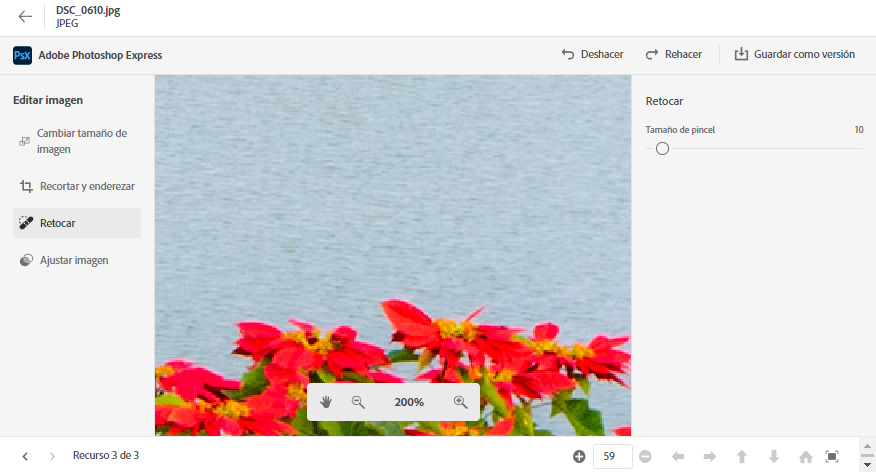 DSC_0610.jpg
JPEG
PsX Adobe Photoshop Express
Deshacer
Rehacer
Guardar como versión
Editar imagen
Cambiar tamaño de
imagen
Recortar y enderezar
Retocar
Ajustar imagen
Retocar
Tamaño de pincel 10
200%
Recurso 3 de 3
59